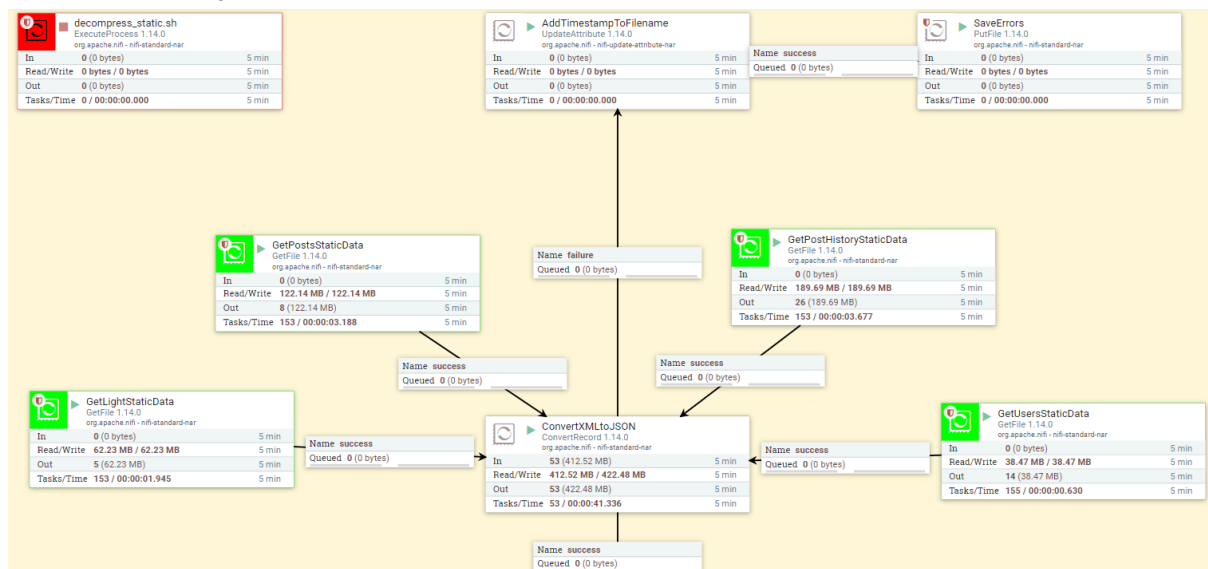 decompress_static.sh
ExecuteProcess 1.14.0
org.apache.nifi - nifi-standard-nar
In 0 (0 bytes) 5 min
Read/Write 0 bytes / 0 bytes 5 min
Out 0 (0 bytes) 5 min
Tasks/Time 0 / 00:00:00.000 5 min
AddTimestampToFilename
UpdateAttribute 1.14.0
org.apache.nifi - nifi-update-attribute-nar
In 0 (0 bytes) 5 min
Read/Write 0 bytes / 0 bytes 5 min
Out 0 (0 bytes) 5 min
Tasks/Time 0 / 00:00:00.000 5 min
Name success
Queued 0 (0 bytes)
SaveErrors
PutFile 1.14.0
org.apache.nifi - nifi-standard-nar
In 0 (0 bytes) 5 min
Read/Write 0 bytes / 0 bytes 5 min
Out 0 (0 bytes) 5 min
Tasks/Time 0 / 00:00:00.000 5 min
GetPostsStaticData
GetFile 1.14.0
org.apache.nifi - nifi-standard-nar
In 0 (0 bytes) 5 min
Read/Write 122.14 MB / 122.14 MB 5 min
Out 8 (122.14 MB) 5 min
Tasks/Time 153 / 00:00:03.188 5 min
Name failure
Queued 0 (0 bytes)
GetPostHistoryStaticData
GetFile 1.14.0
org.apache.nifi - nifi-standard-nar
In 0 (0 bytes) 5 min
Read/Write 189.69 MB / 189.69 MB 5 min
Out 26 (189.69 MB) 5 min
Tasks/Time 153 / 00:00:03.677 5 min
Name success
Queued 0 (0 bytes)
Name success
Queued 0 (0 bytes)
GetLightStaticData
GetFile 1.14.0
org.apache.nifi - nifi-standard-nar
In 0 (0 bytes) 5 min
Read/Write 62.23 MB / 62.23 MB 5 min
Out 5 (62.23 MB) 5 min
Tasks/Time 153 / 00:00:01.945 5 min
Name success
Queued 0 (0 bytes)
ConvertXMLtoJSON
ConvertRecord 1.14.0
org.apache.nifi - nifi-standard-nar
In 53 (412.52 MB) 5 min
Read/Write 412.52 MB / 422.48 MB 5 min
Out 53 (422.48 MB) 5 min
Tasks/Time 53 / 00:00:41.336 5 min
Name success
Queued 0 (0 bytes)
GetUsersStaticData
GetFile 1.14.0
org.apache.nifi - nifi-standard-nar
In 0 (0 bytes) 5 min
Read/Write 38.47 MB / 38.47 MB 5 min
Out 14 (38.47 MB) 5 min
Tasks/Time 155 / 00:00:00.630 5 min
Name success
Queued 0 (0 bytes)